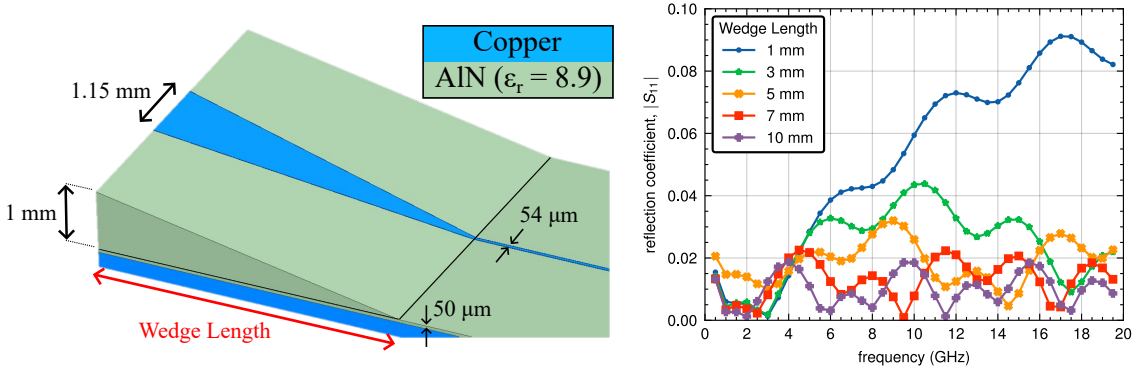 Copper
AlN (εr = 8.9)
1.15 mm
1 mm
54 μm
50 μm
Wedge Length
0.10
0.08
0.06
0.04
0.02
0.00
reflection coefficient, |S11|
Wedge Length
1 mm
3 mm
5 mm
7 mm
10 mm
0 2 4 6 8 10 12 14 16 18 20
frequency (GHz)